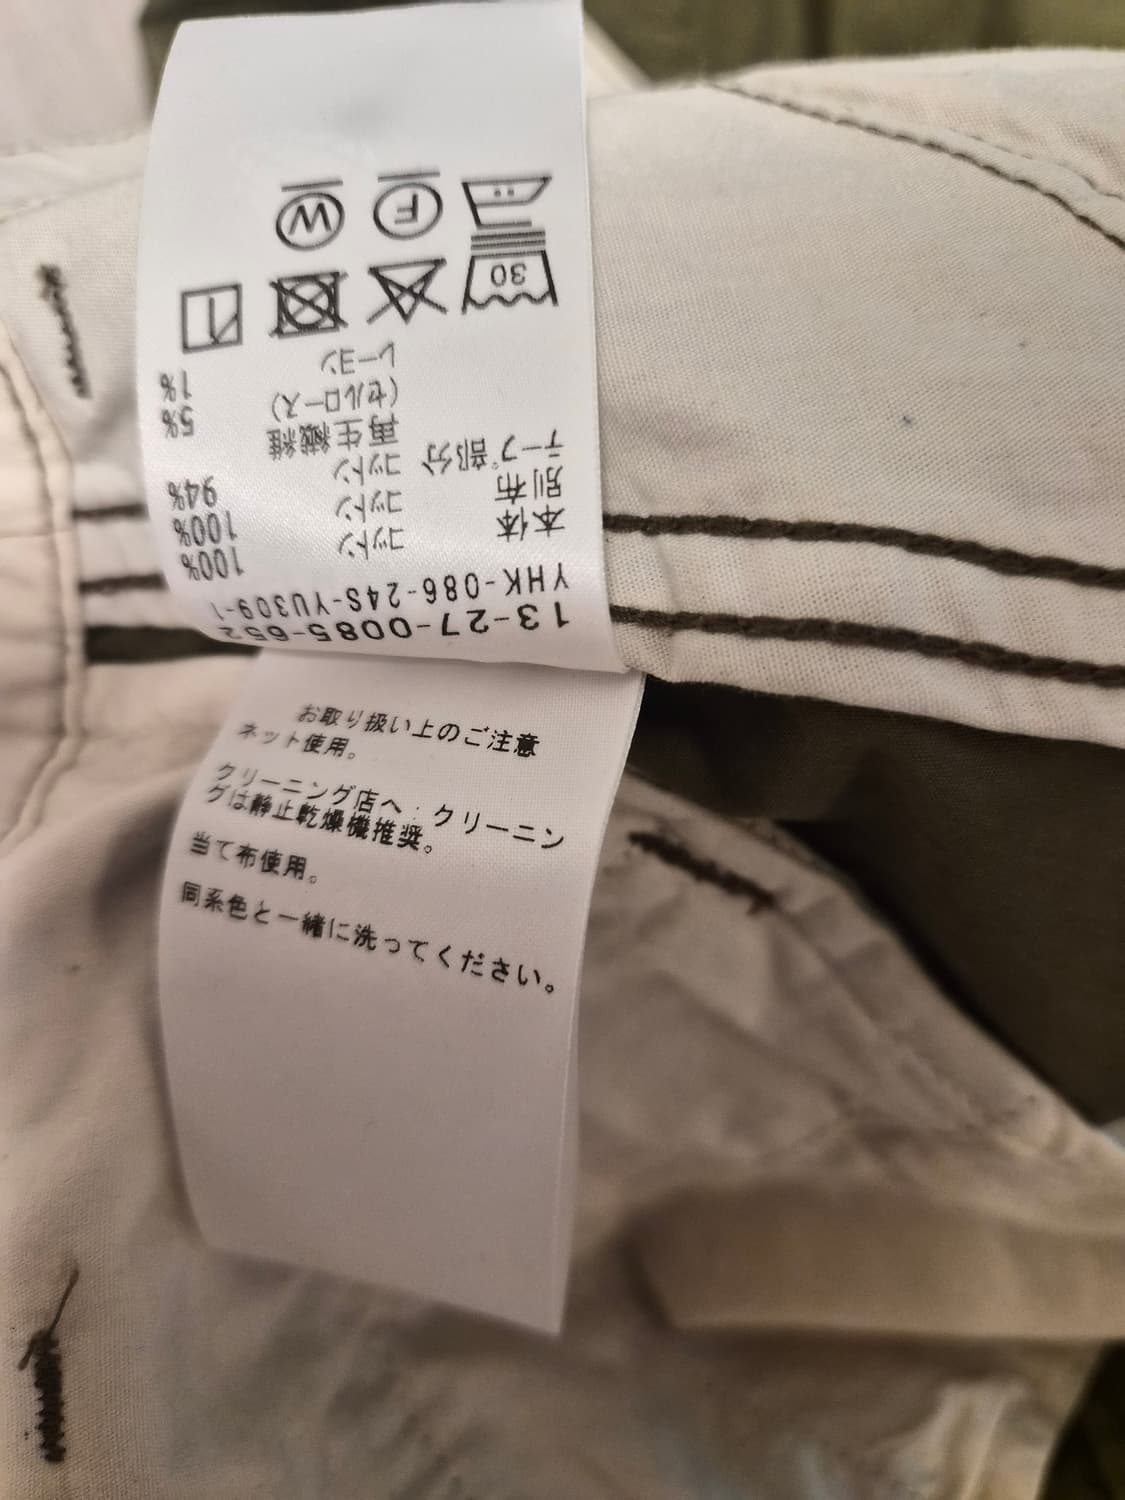 13-27-0085-652
YHK-086-24S-YU309-1
本体 コットン 100%
別布 コットン 100%
テープ部分 コットン 94%
再生繊維
(セルロース) 5%
レーヨン 1%
30
F
W
お取り扱い上のご注意
ネット使用。
クリーニング店へ:クリーニン
グは静止乾燥機推奨。
当て布使用。
同系色と一緒に洗ってください。